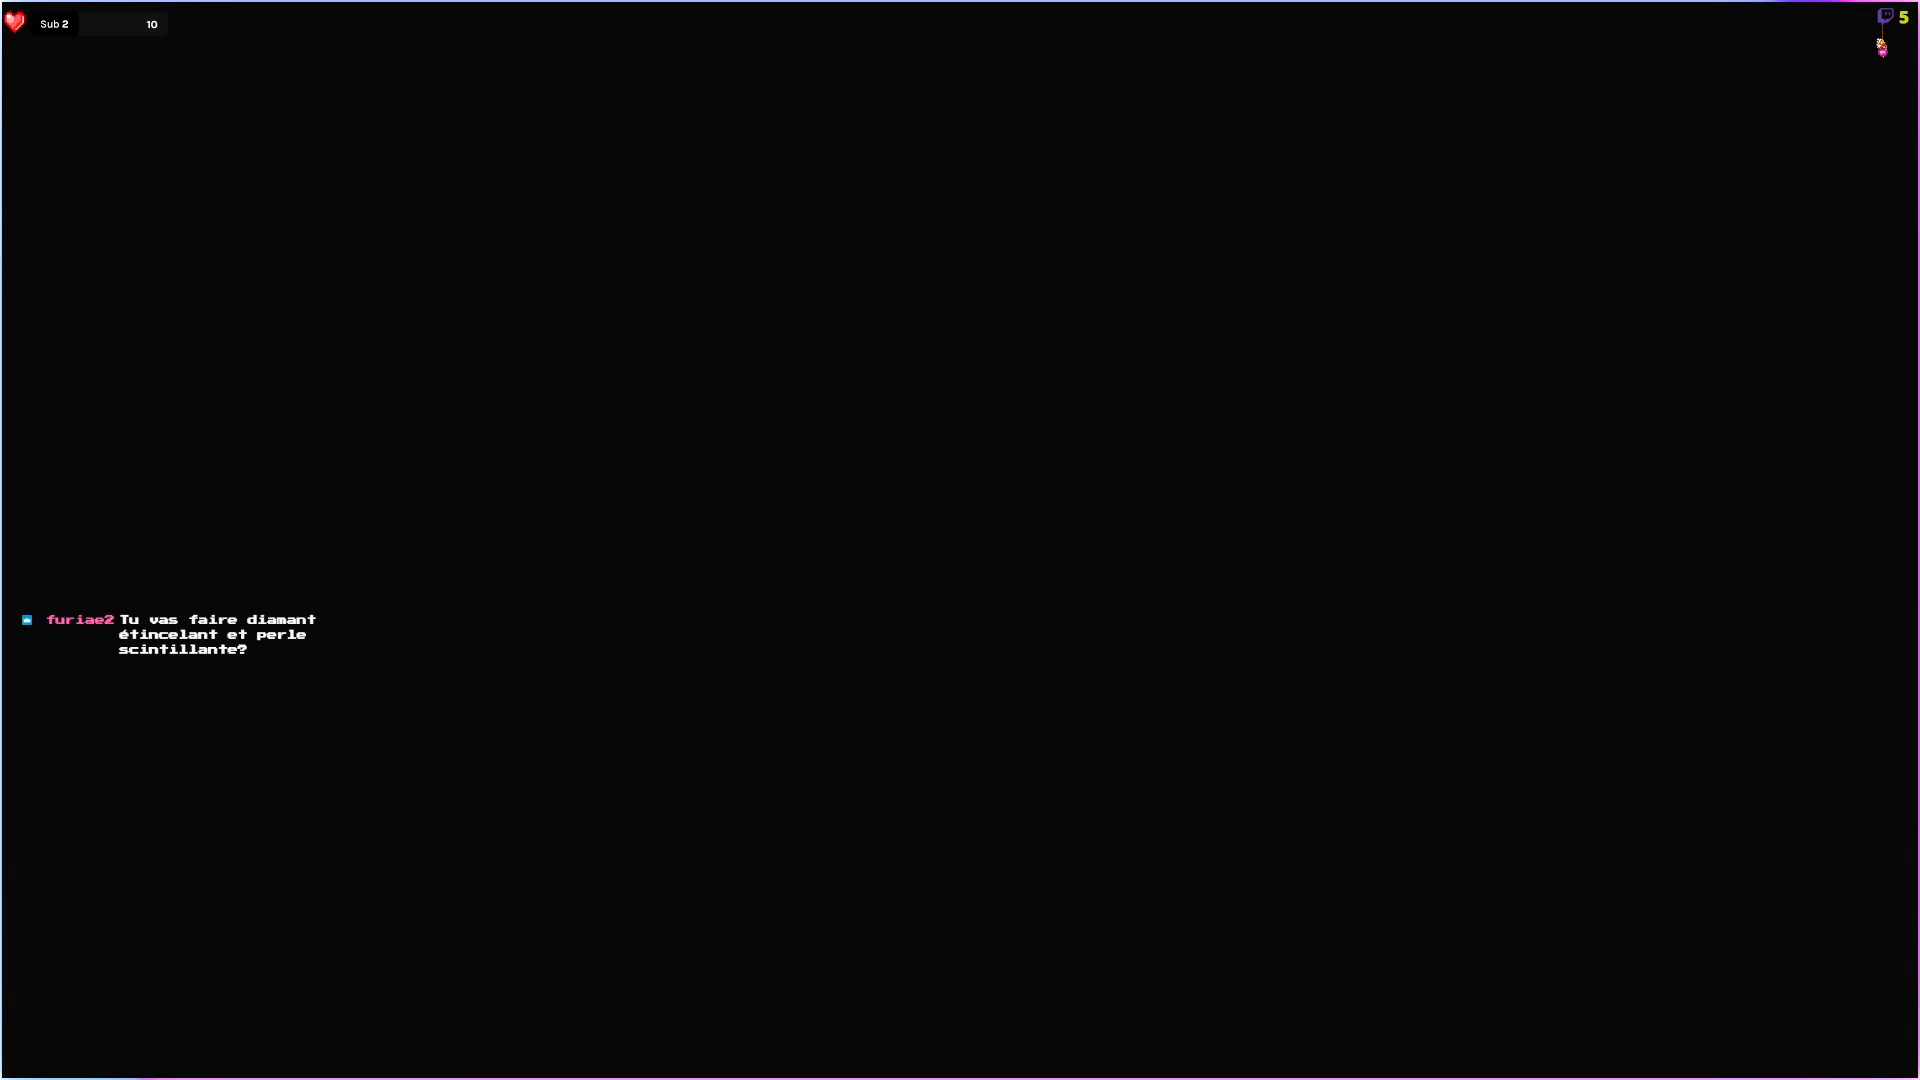 Sub 2 10
5
furiae2 Tu vas faire diamant
étincelant et perle
scintillante?